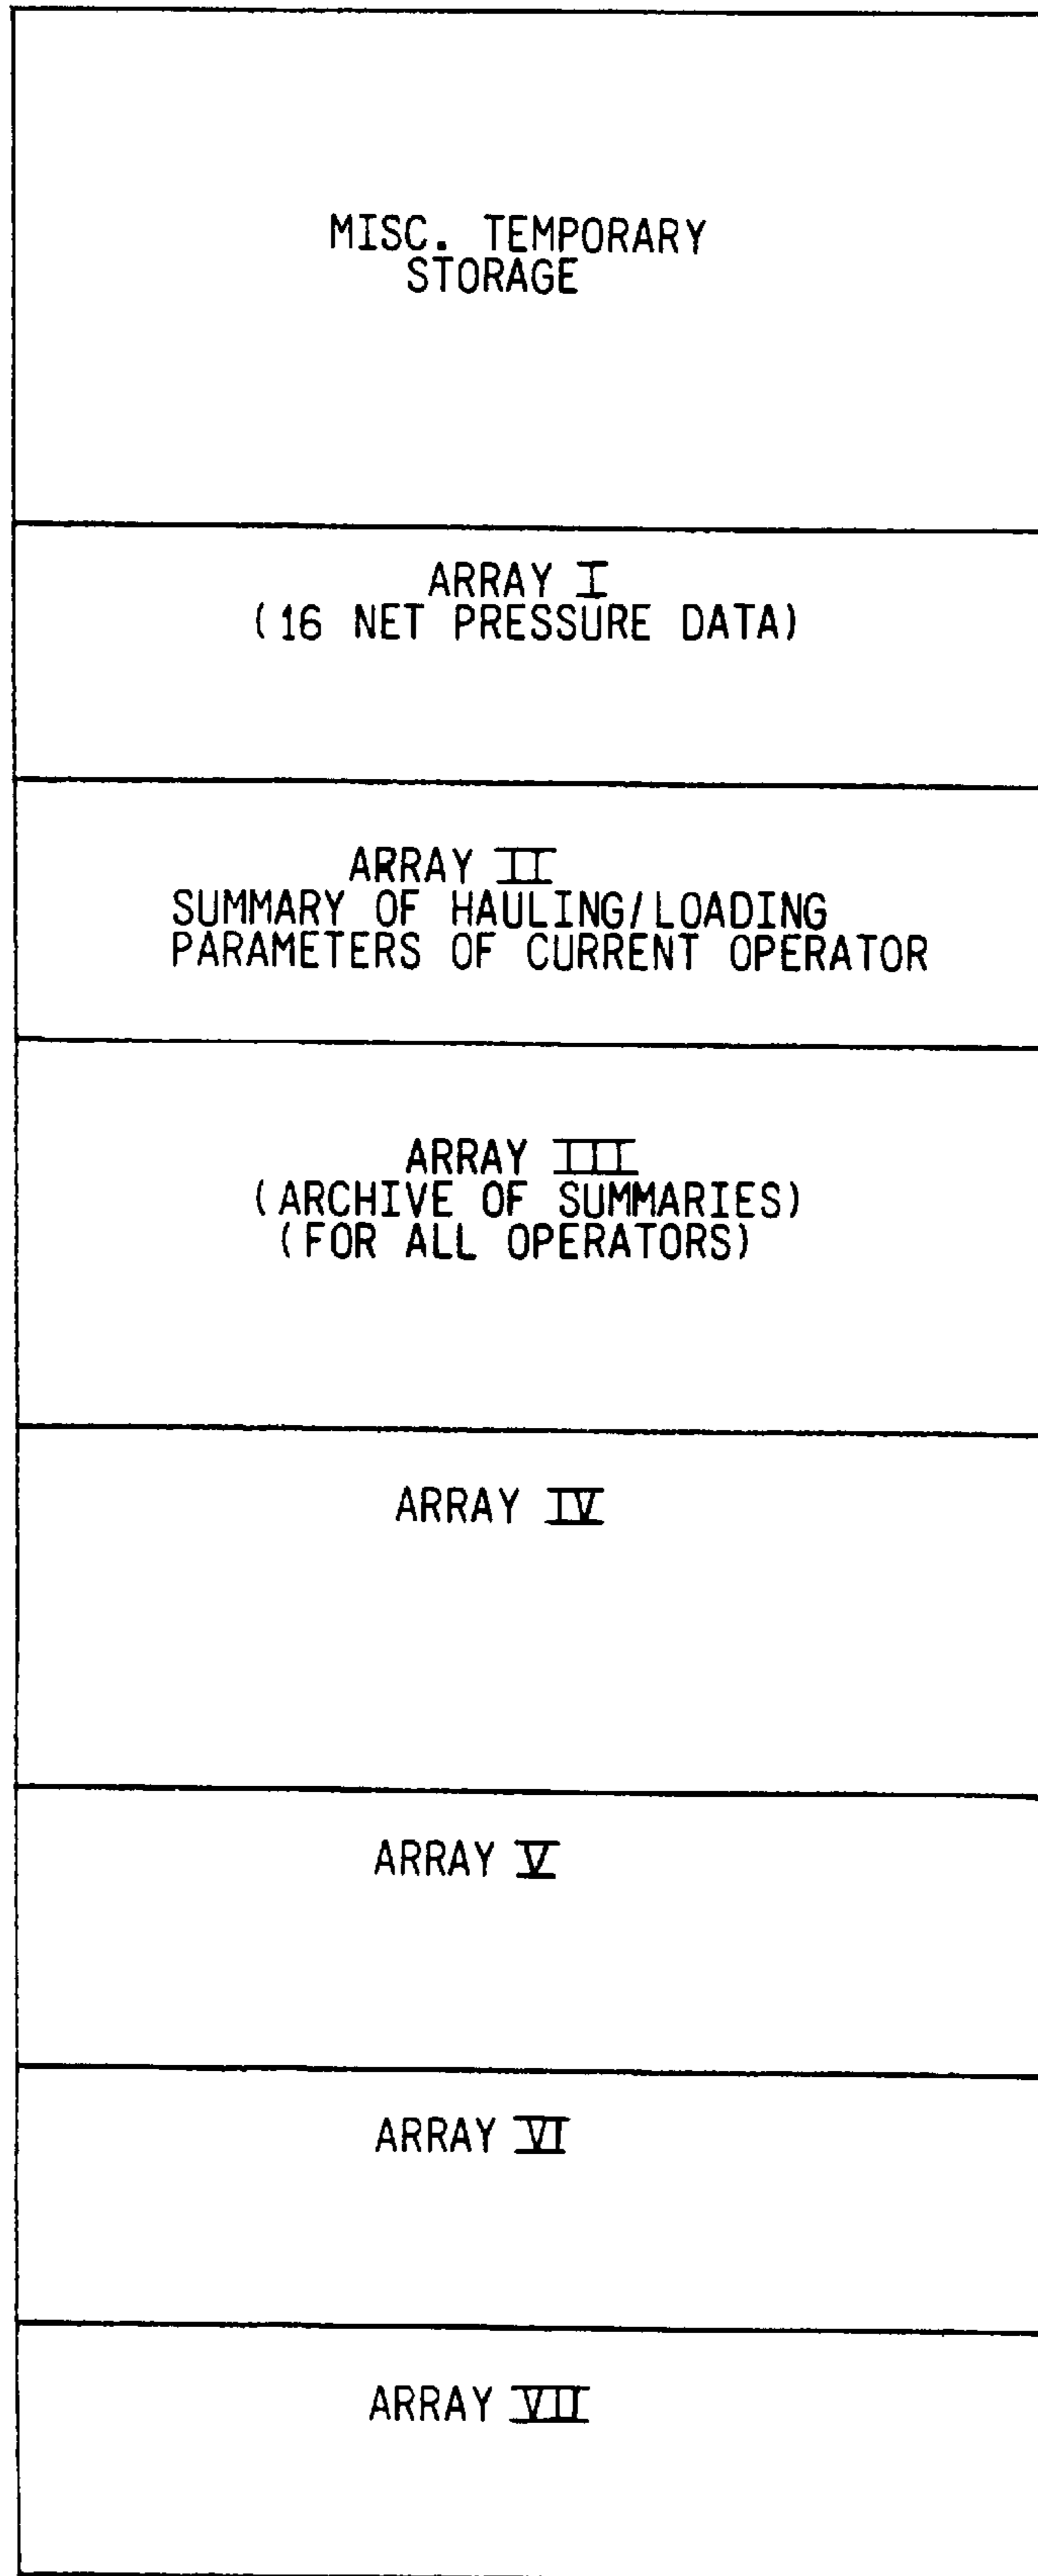 MISC. TEMPORARY
STORAGE
ARRAY I
(16 NET PRESSURE DATA)
ARRAY II
SUMMARY OF HAULING/LOADING
PARAMETERS OF CURRENT OPERATOR
ARRAY III
(ARCHIVE OF SUMMARIES)
(FOR ALL OPERATORS)
ARRAY IV
ARRAY V
ARRAY VI
ARRAY VII